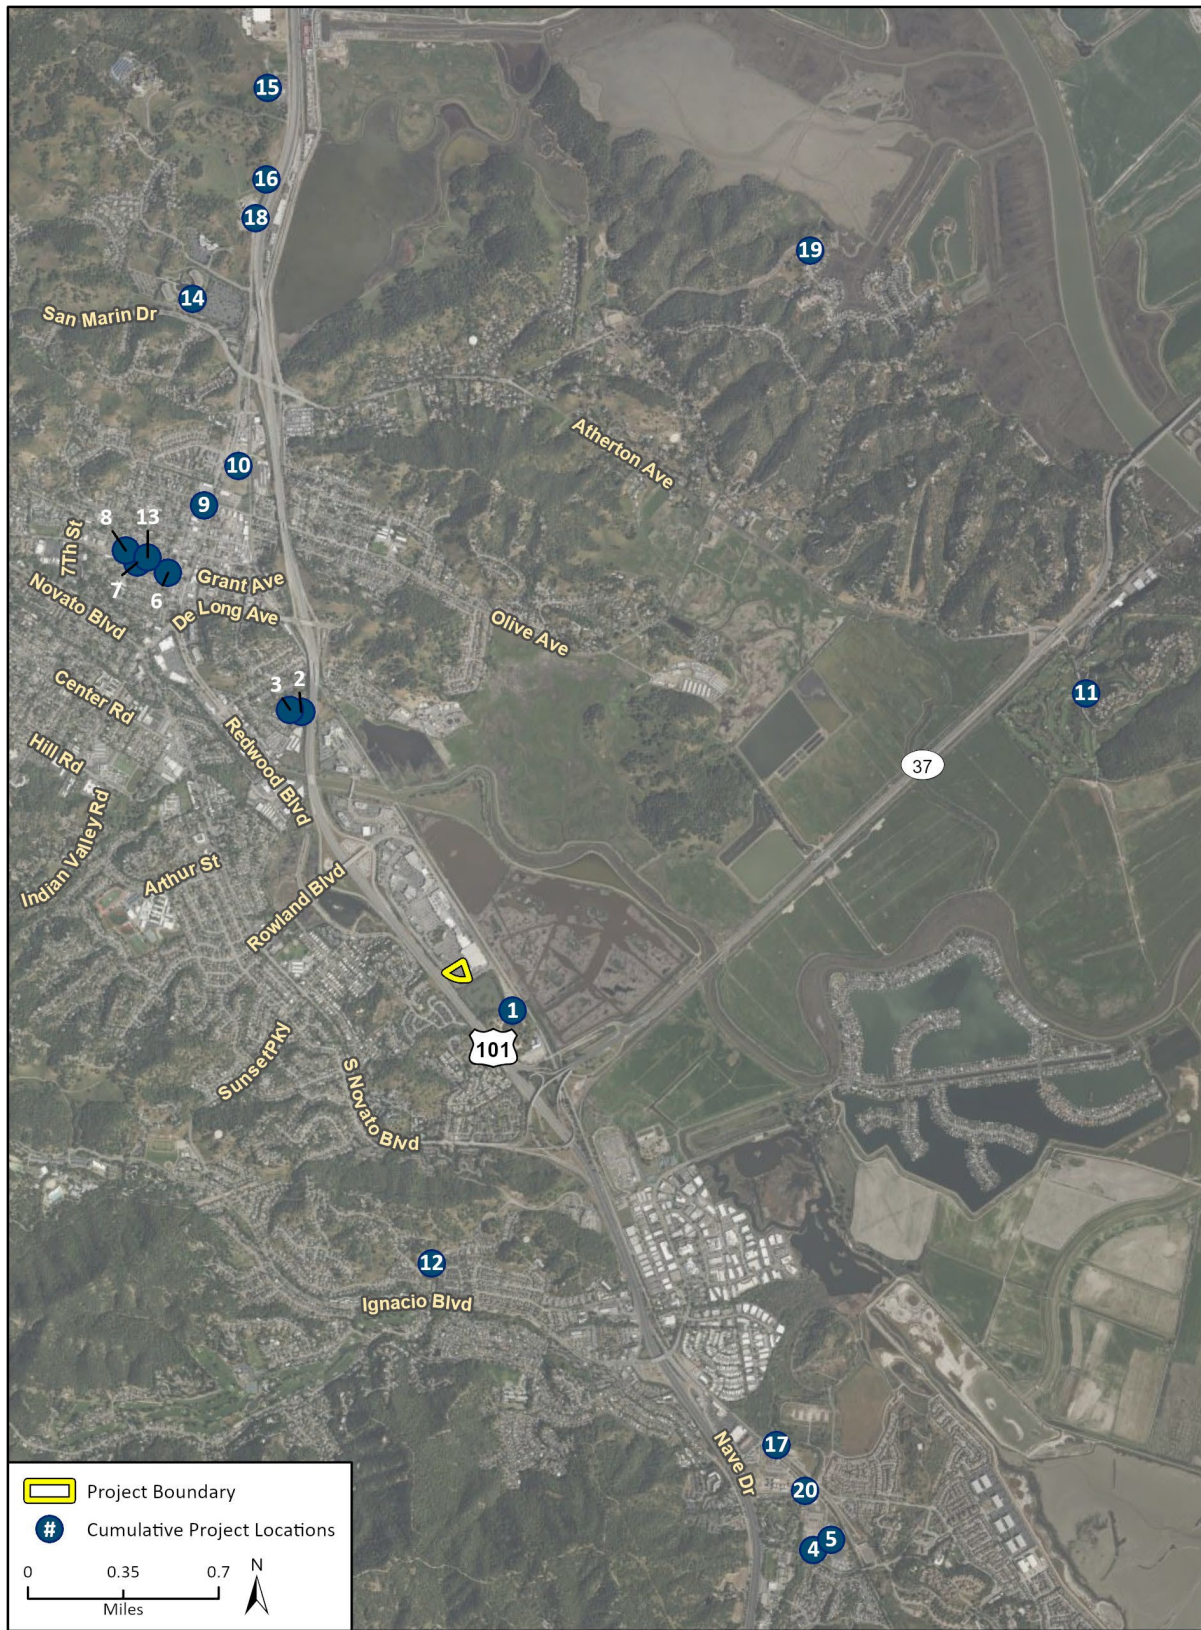 15
16
18
19
14
San Marin Dr
Atherton Ave
10
9
8
13
7Th St
7
6
Grant Ave
Novato Blvd
De Long Ave
Olive Ave
3
2
Center Rd
11
Hill Rd
Redwood Blvd
37
Indian Valley Rd
Arthur St
Rowland Blvd
1
101
SunsetPky
S Novato Blvd
12
Ignacio Blvd
17
Nave Dr
20
5
4
Project Boundary
# Cumulative Project Locations
0 0.35 0.7
Miles
N